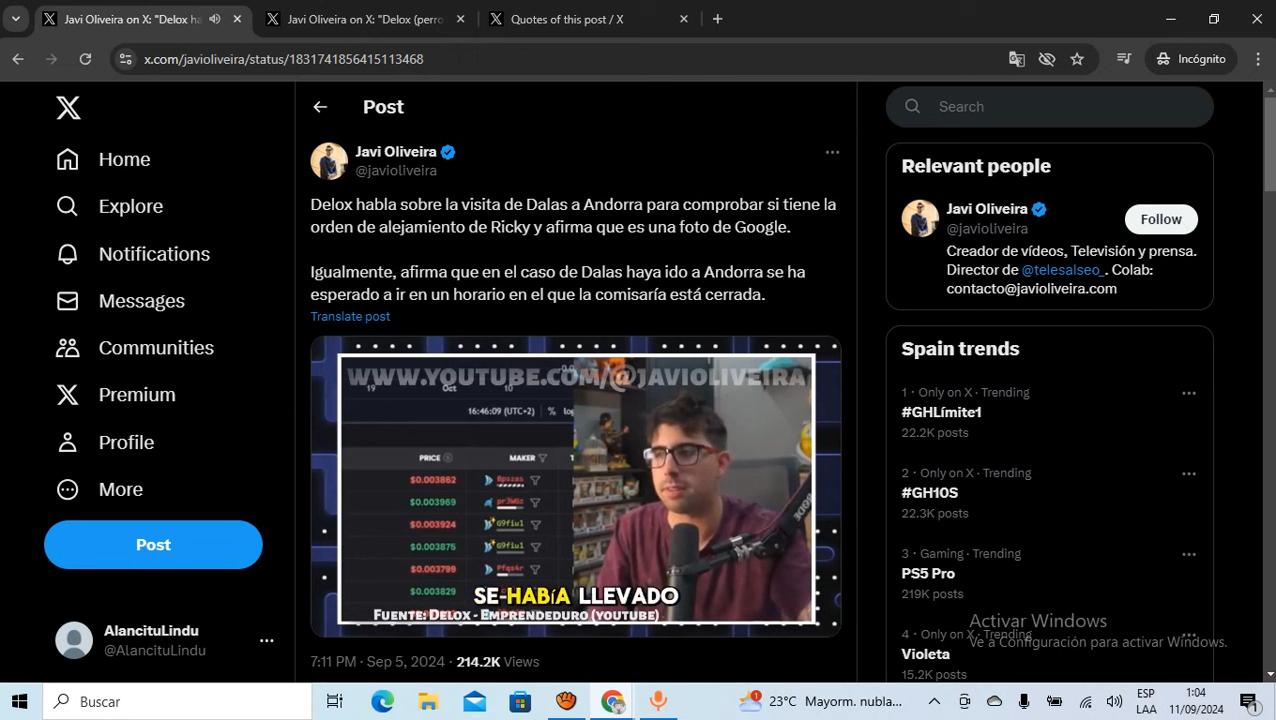 Javi Oliveira on X: "Delox ha
Javi Oliveira on X: "Delox (perro
Quotes of this post / X
x.com/javioliveira/status/1831741856415113468
Incógnito
Home
Explore
Notifications
Messages
Communities
Premium
Profile
More
Post
AlancituLindu
@AlancituLindu
Post
Javi Oliveira
@javioliveira
Delox habla sobre la visita de Dalas a Andorra para comprobar si tiene la
orden de alejamiento de Ricky y afirma que es una foto de Google.
Igualmente, afirma que en el caso de Dalas haya ido a Andorra se ha
esperado a ir en un horario en el que la comisaría está cerrada.
Translate post
WWW.YOUTUBE.COM/@JAVIOLIVEIRA
19 Oct 10
16:46:09 (UTC+2) % log
PRICE MAKER
$0.003862
$0.003969 prJWGz
$0.003924 G9fiu1
$0.003875 G9fiu1
$0.003799 Pfqs4r
$0.003829
SE HABÍA LLEVADO
FUENTE: DELOX - EMPRENDEDURO (YOUTUBE)
7:11 PM · Sep 5, 2024 · 214.2K Views
Search
Relevant people
Javi Oliveira
@javioliveira
Follow
Creador de vídeos, Televisión y prensa.
Director de @telesalseo_. Colab:
contacto@javioliveira.com
Spain trends
1 · Only on X · Trending
#GHLímite1
22.2K posts
2 · Only on X · Trending
#GH10S
22.3K posts
3 · Gaming · Trending
PS5 Pro
219K posts
4 · Only on X · Trending
Violeta
15.2K posts
Activar Windows
Ve a Configuración para activar Windows.
Buscar
23°C Mayorm. nubla...
ESP
LAA
1:04
11/09/2024
1